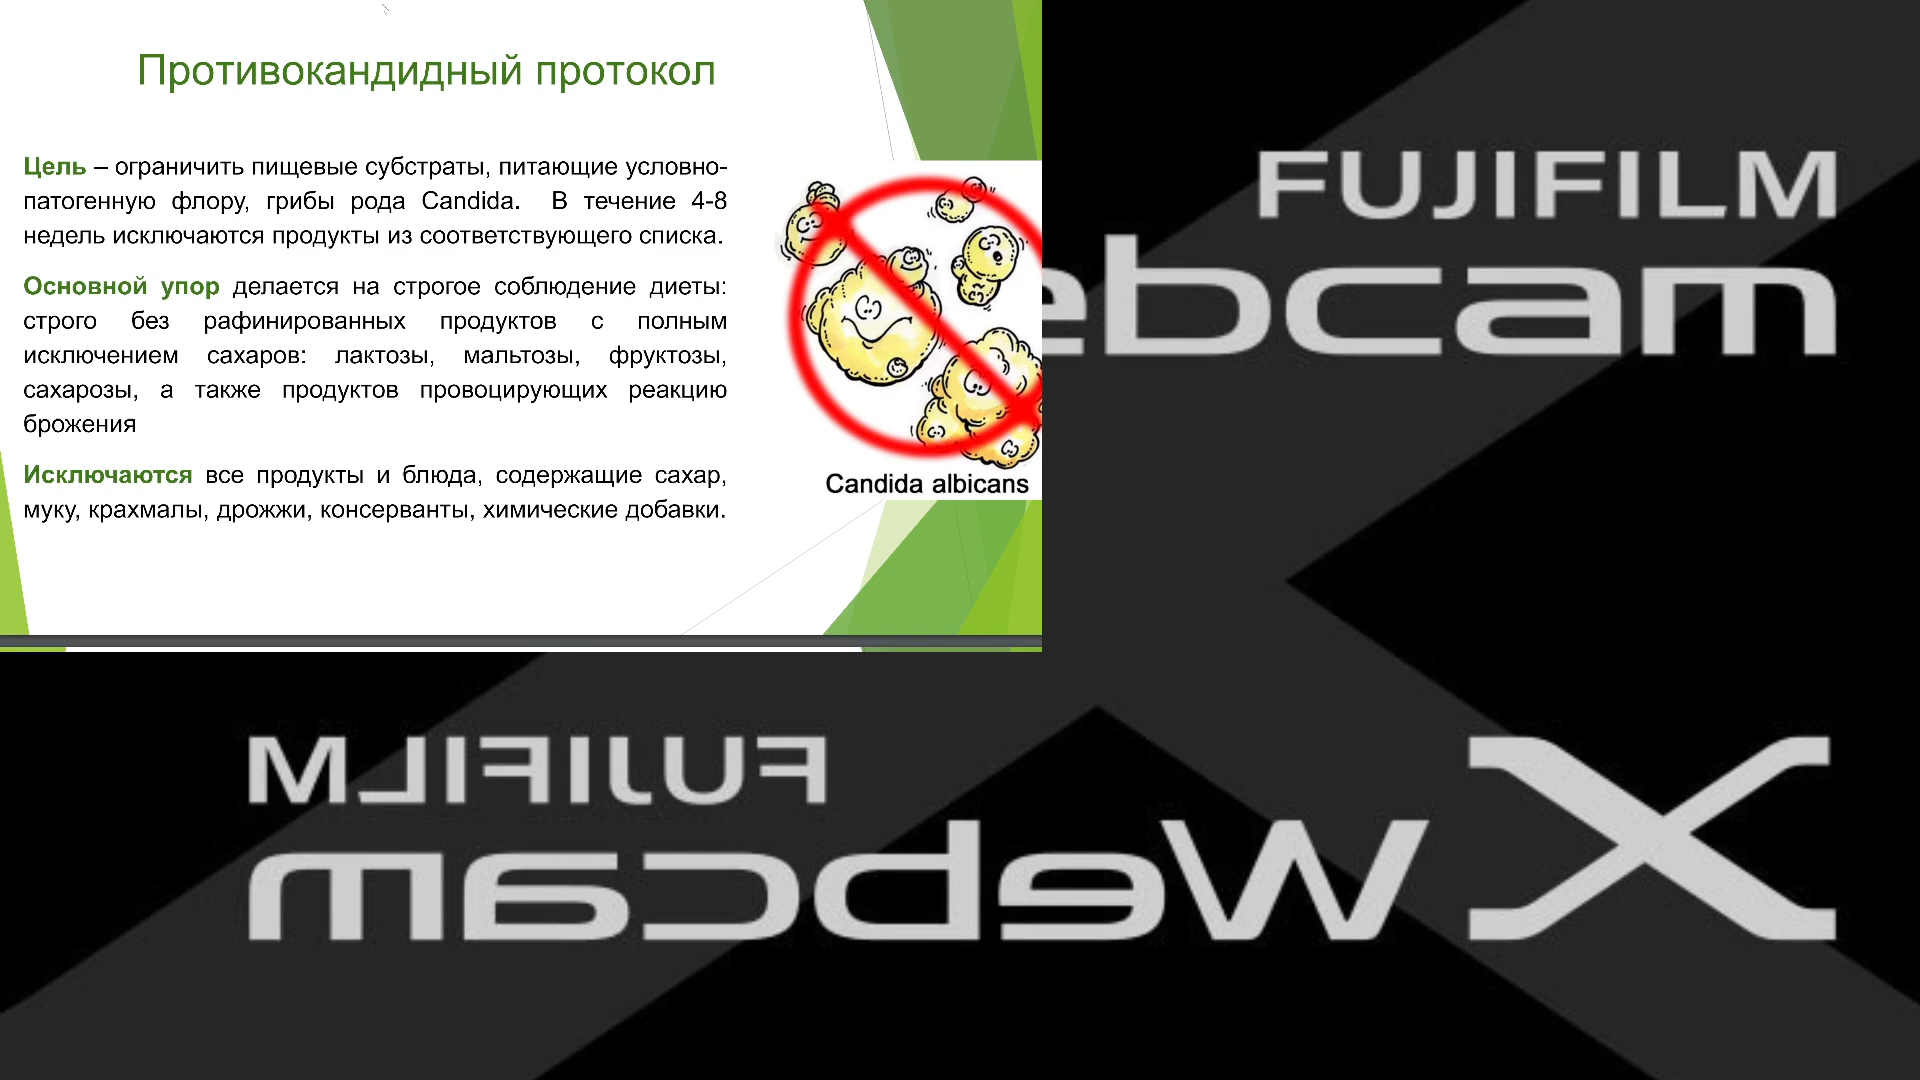 Противокандидный протокол
Цель – ограничить пищевые субстраты, питающие условно-
патогенную флору, грибы рода Candida. В течение 4-8
недель исключаются продукты из соответствующего списка.
Основной упор делается на строгое соблюдение диеты:
строго без рафинированных продуктов с полным
исключением сахаров: лактозы, мальтозы, фруктозы,
сахарозы, а также продуктов провоцирующих реакцию
брожения
Исключаются все продукты и блюда, содержащие сахар,
муку, крахмалы, дрожжи, консерванты, химические добавки.
Candida albicans
FUJIFILM
ebcam
FUJIFILM
X Webcam